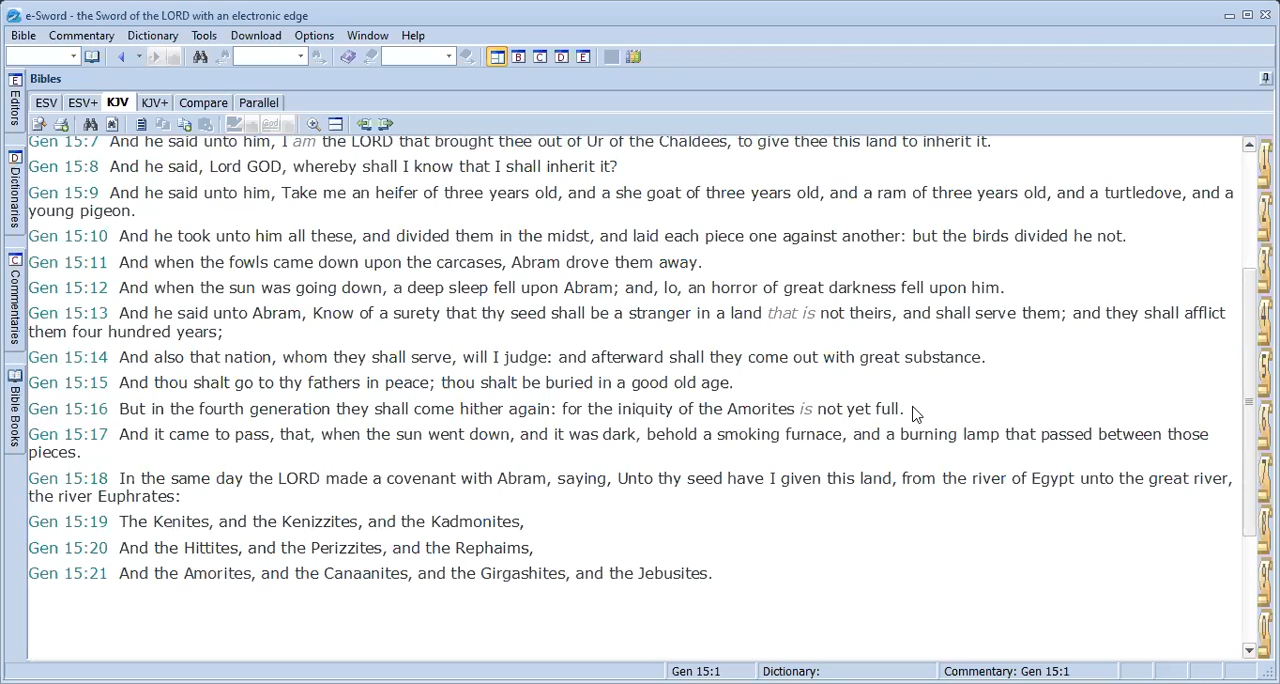 e-Sword - the Sword of the LORD with an electronic edge
Bible Commentary Dictionary Tools Download Options Window Help
B C D E
Bibles
ESV ESV+ KJV KJV+ Compare Parallel
E Editors
D Dictionaries
C Commentaries
Bible Books
Gen 15:7 And he said unto him, I am the LORD that brought thee out of Ur of the Chaldees, to give thee this land to inherit it.
Gen 15:8 And he said, Lord GOD, whereby shall I know that I shall inherit it?
Gen 15:9 And he said unto him, Take me an heifer of three years old, and a she goat of three years old, and a ram of three years old, and a turtledove, and a
young pigeon.
Gen 15:10 And he took unto him all these, and divided them in the midst, and laid each piece one against another: but the birds divided he not.
Gen 15:11 And when the fowls came down upon the carcases, Abram drove them away.
Gen 15:12 And when the sun was going down, a deep sleep fell upon Abram; and, lo, an horror of great darkness fell upon him.
Gen 15:13 And he said unto Abram, Know of a surety that thy seed shall be a stranger in a land that is not theirs, and shall serve them; and they shall afflict
them four hundred years;
Gen 15:14 And also that nation, whom they shall serve, will I judge: and afterward shall they come out with great substance.
Gen 15:15 And thou shalt go to thy fathers in peace; thou shalt be buried in a good old age.
Gen 15:16 But in the fourth generation they shall come hither again: for the iniquity of the Amorites is not yet full.
Gen 15:17 And it came to pass, that, when the sun went down, and it was dark, behold a smoking furnace, and a burning lamp that passed between those
pieces.
Gen 15:18 In the same day the LORD made a covenant with Abram, saying, Unto thy seed have I given this land, from the river of Egypt unto the great river,
the river Euphrates:
Gen 15:19 The Kenites, and the Kenizzites, and the Kadmonites,
Gen 15:20 And the Hittites, and the Perizzites, and the Rephaims,
Gen 15:21 And the Amorites, and the Canaanites, and the Girgashites, and the Jebusites.
Gen 15:1 Dictionary: Commentary: Gen 15:1